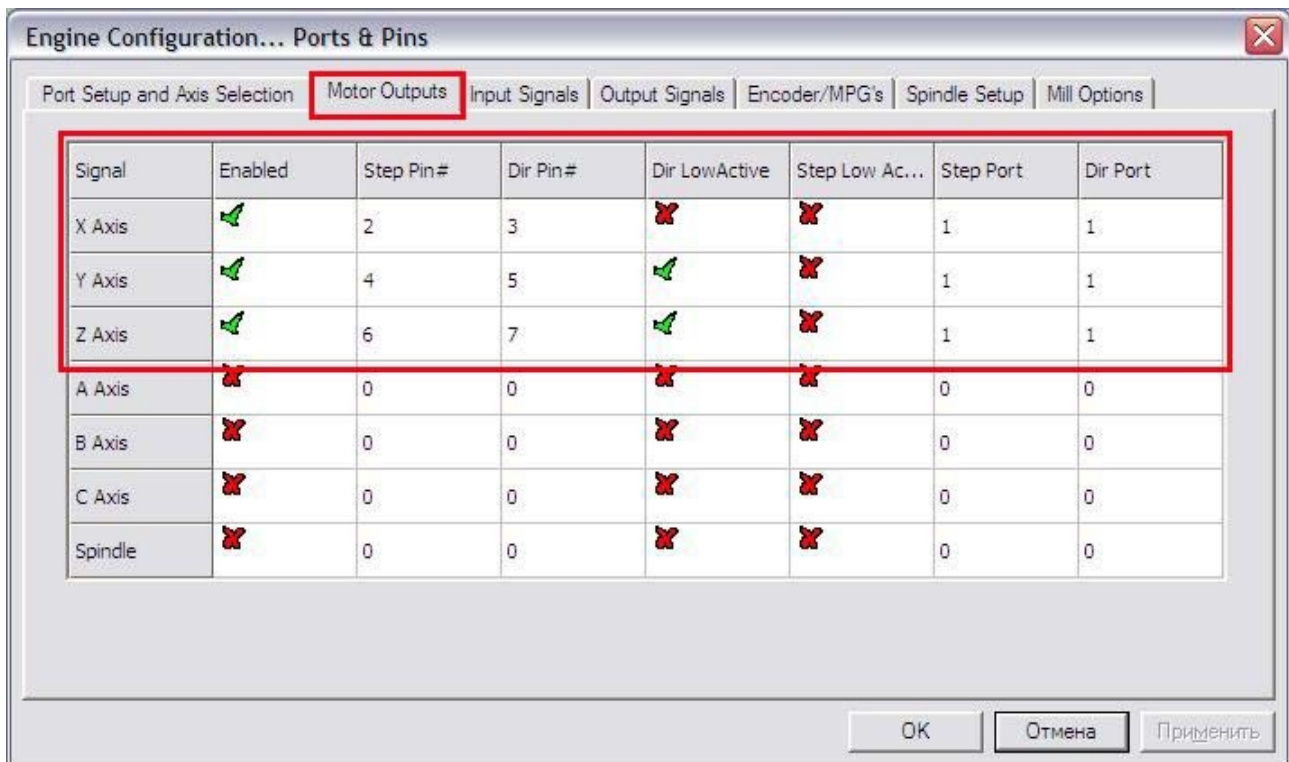 Engine Configuration... Ports & Pins
Port Setup and Axis Selection Motor Outputs Input Signals Output Signals Encoder/MPG's Spindle Setup Mill Options
Signal Enabled Step Pin# Dir Pin# Dir LowActive Step Low Ac... Step Port Dir Port
X Axis 2 3 1 1
Y Axis 4 5 1 1
Z Axis 6 7 1 1
A Axis 0 0 0 0
B Axis 0 0 0 0
C Axis 0 0 0 0
Spindle 0 0 0 0
OK Отмена Применить